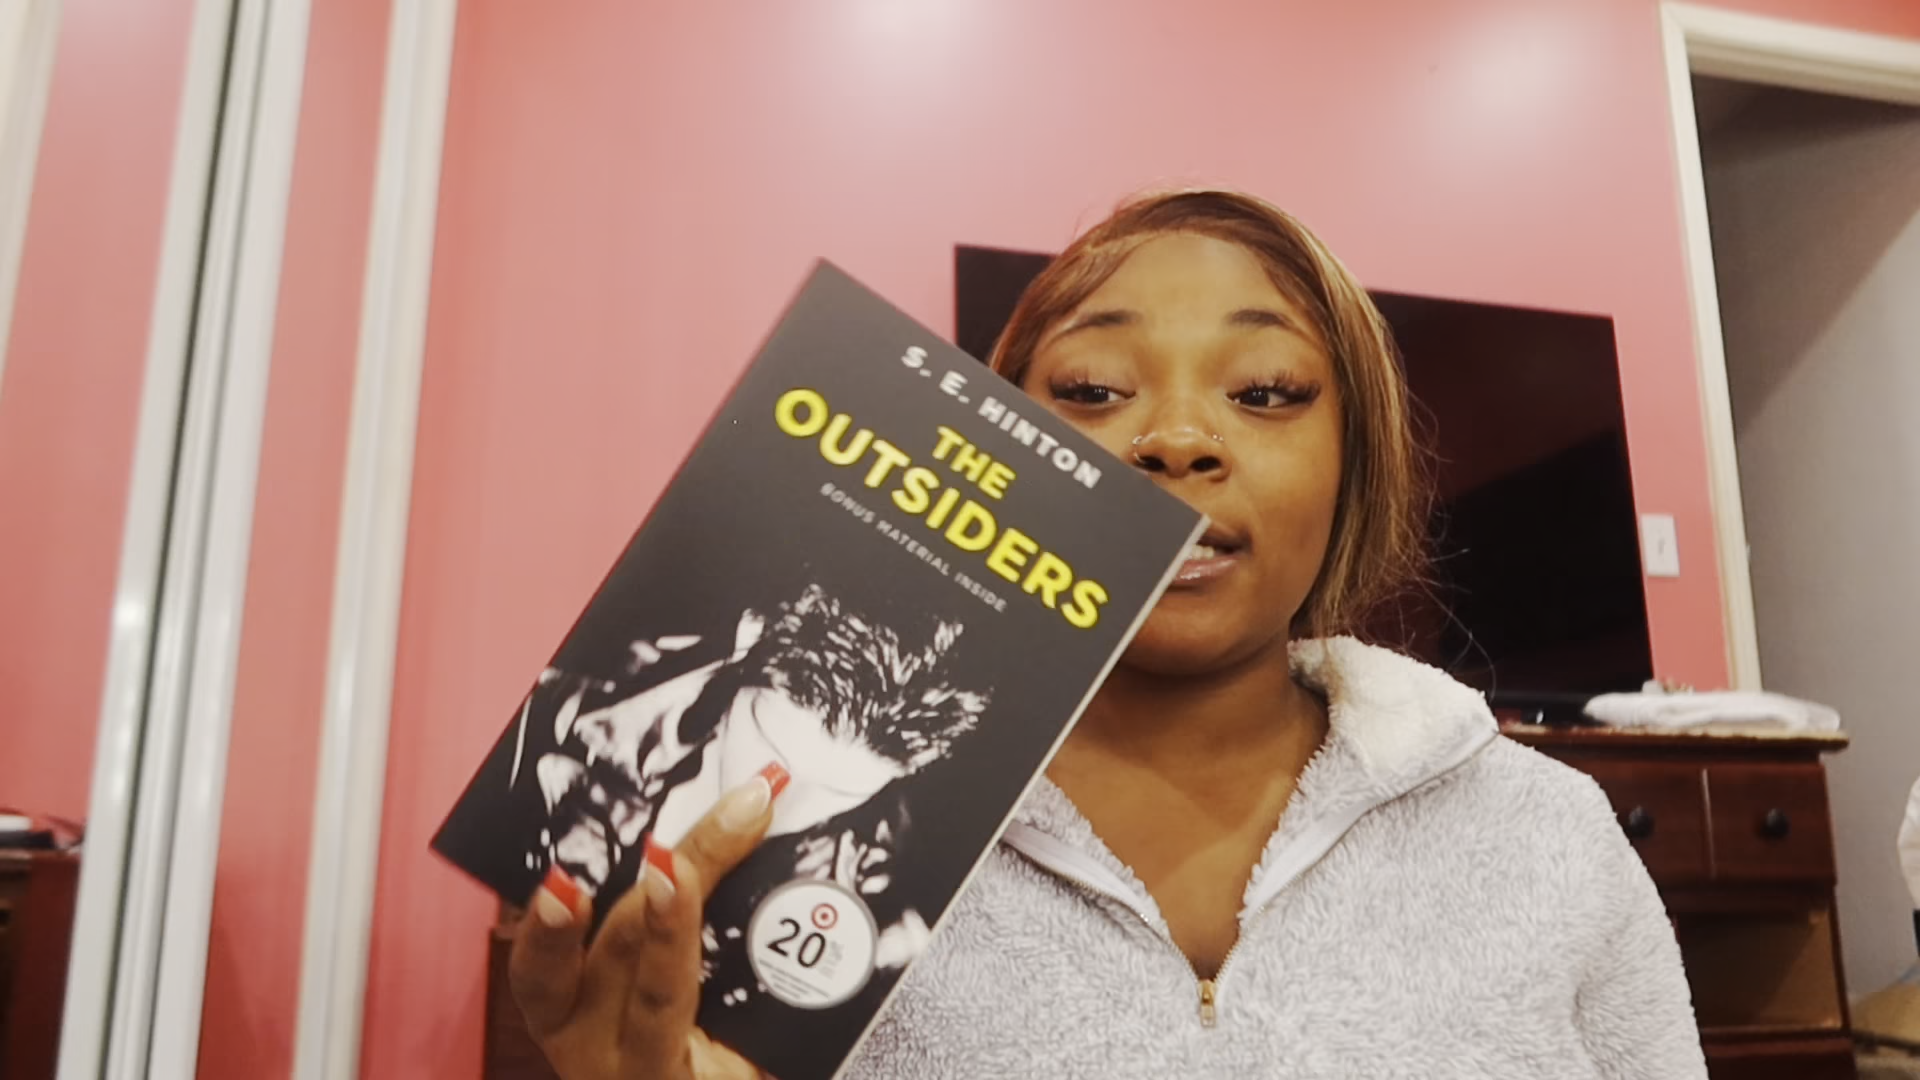 S. E. HINTON
THE
OUTSIDERS
BONUS MATERIAL INSIDE
20